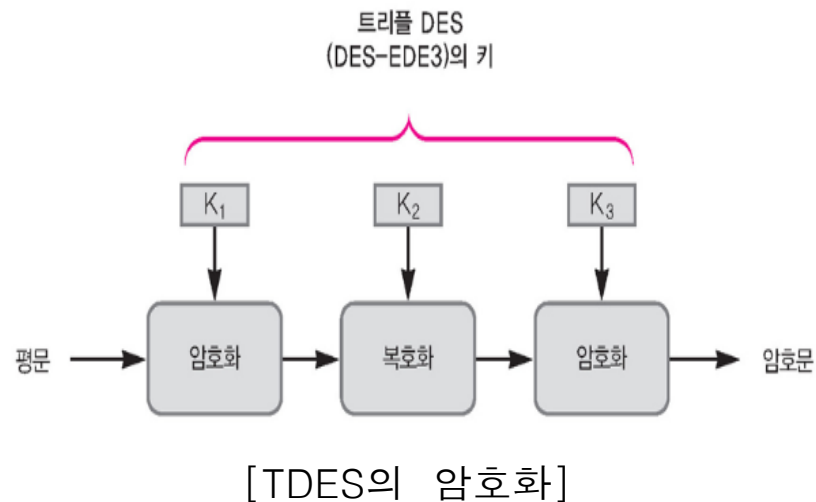 트리플 DES
(DES-EDE3)의 키
K₁ K₂ K₃
평문 암호화 복호화 암호화 암호문
[TDES의 암호화]